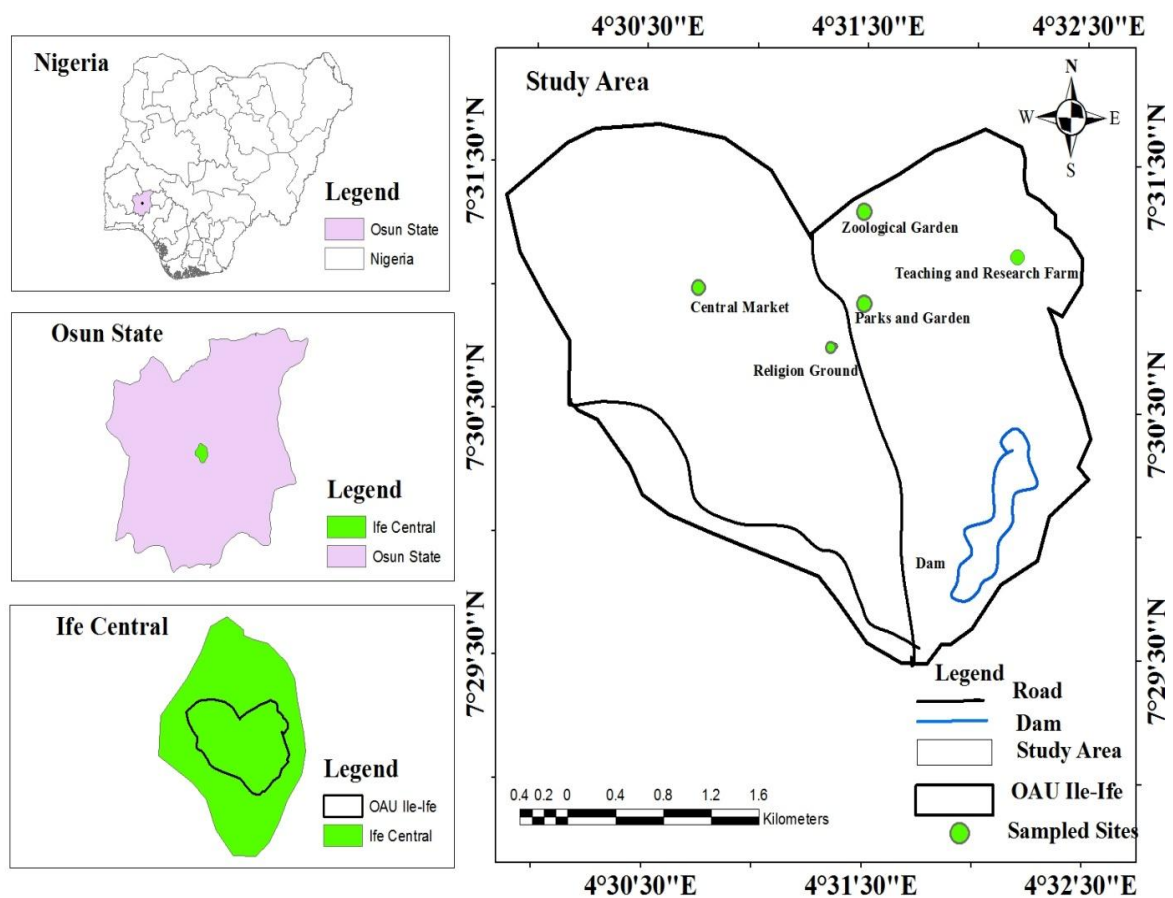 Nigeria
Legend
Osun State
Nigeria
Osun State
Legend
Ife Central
Osun State
Ife Central
Legend
OAU Ile-Ife
Ife Central
4°30'30"E
4°31'30"E
4°32'30"E
Study Area
N
W
E
S
7°31'30"N
7°31'30"N
Zoological Garden
Teaching and Research Farm
Central Market
Parks and Garden
Religion Ground
7°30'30"N
7°30'30"N
Dam
7°29'30"N
7°29'30"N
Legend
Road
Dam
Study Area
OAU Ile-Ife
Sampled Sites
0.4 0.2 0 0.4 0.8 1.2 1.6
Kilometers
4°30'30"E
4°31'30"E
4°32'30"E